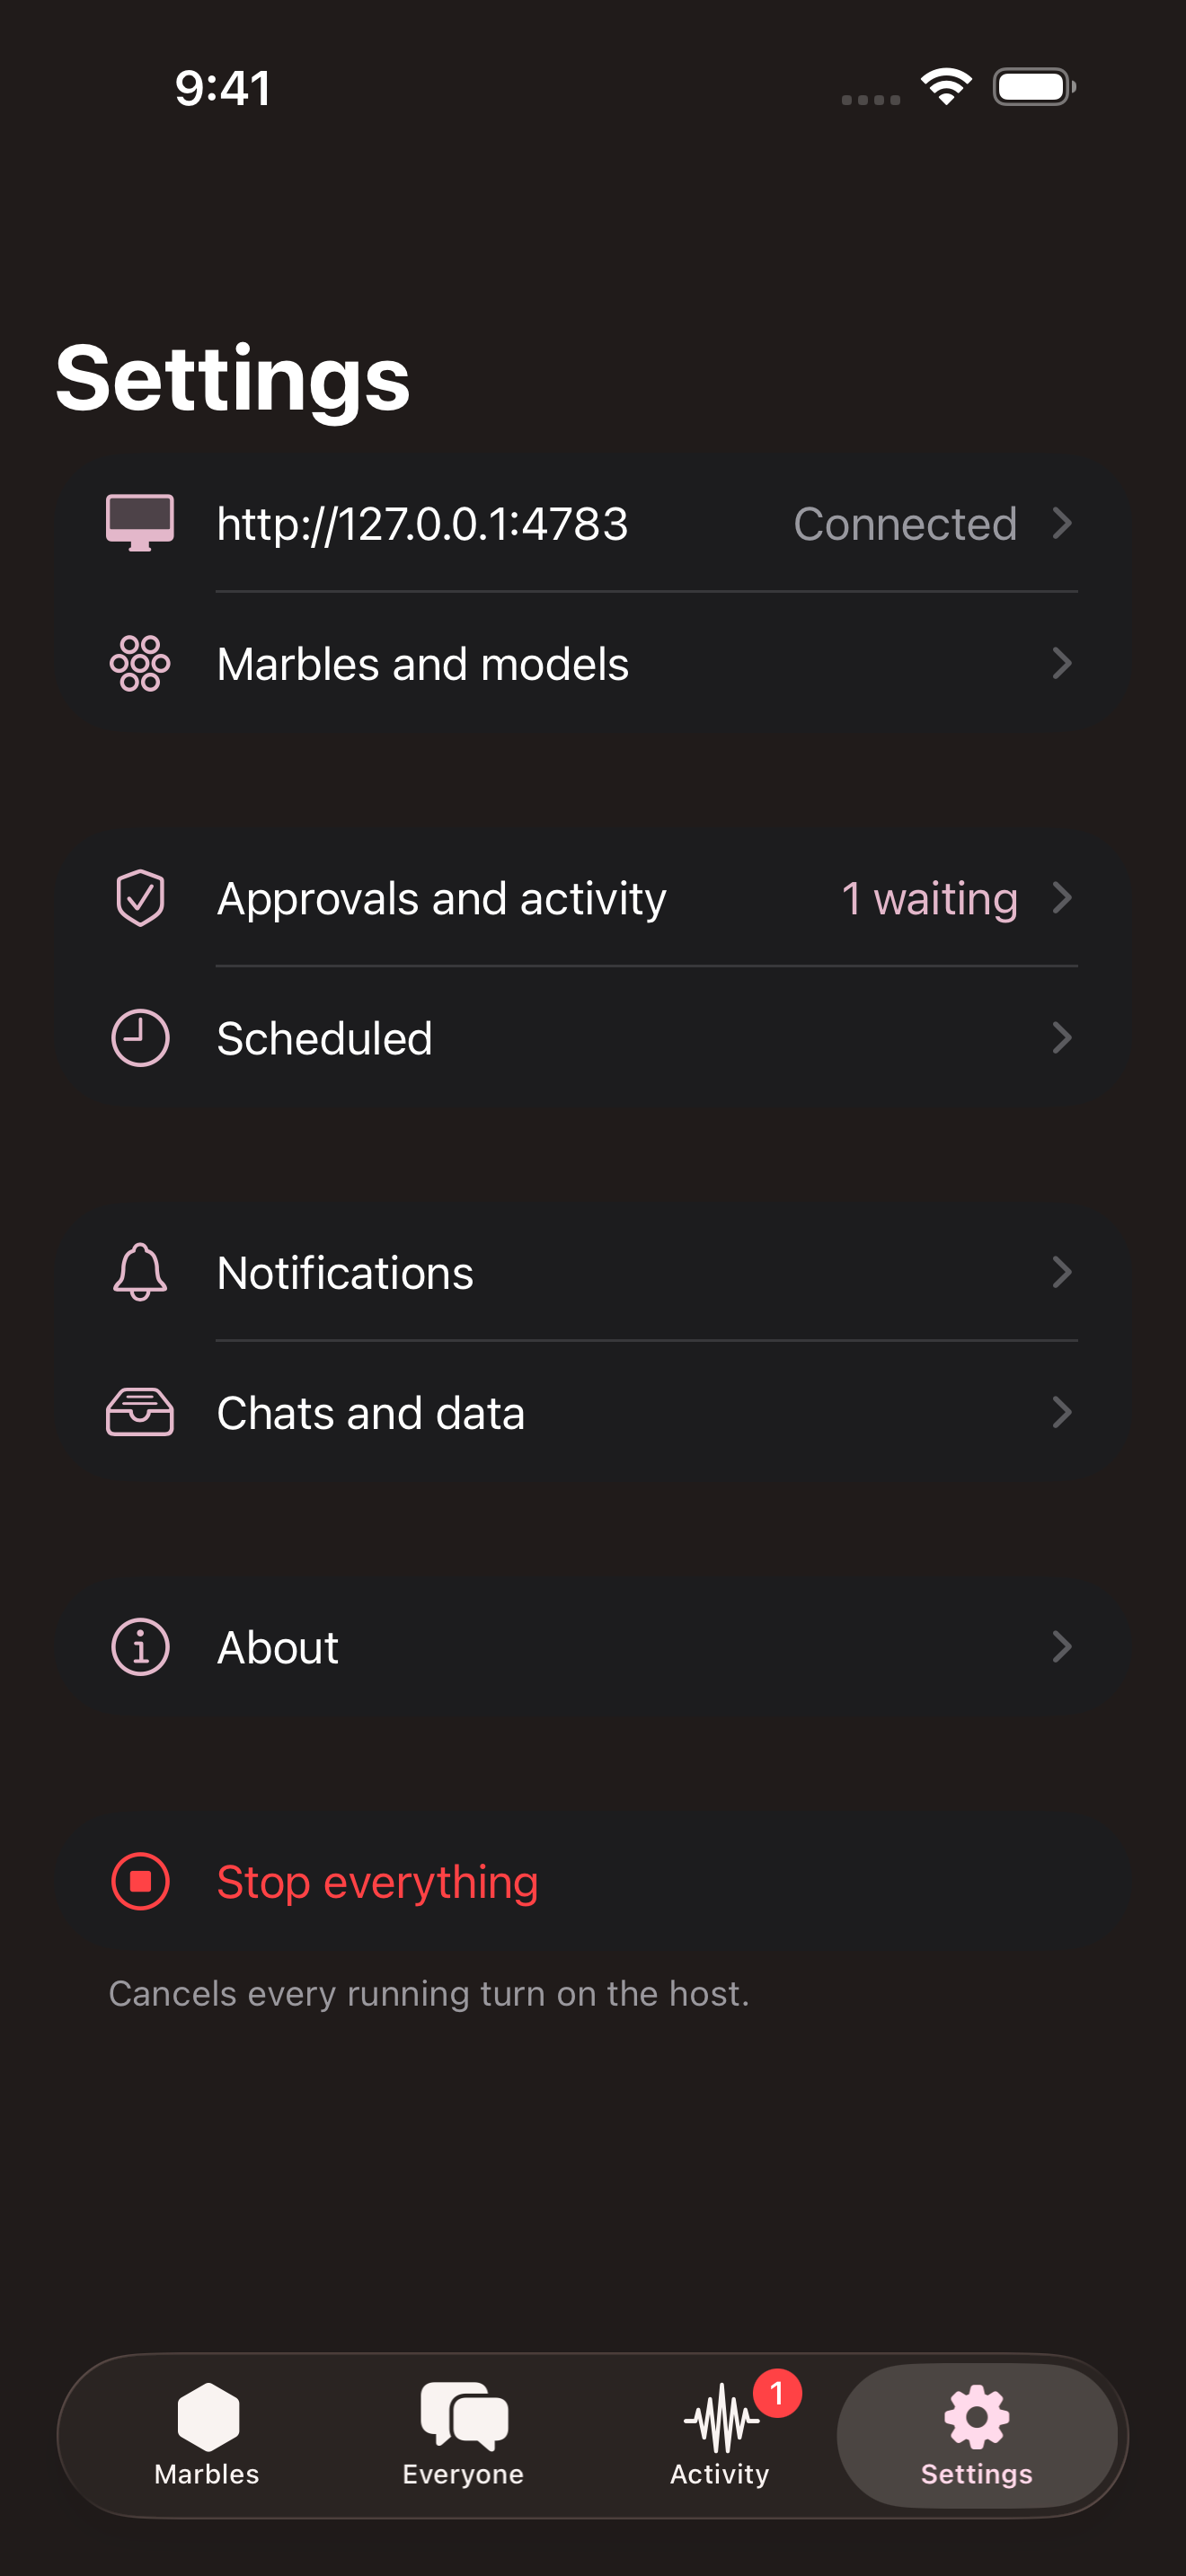 9:41
Settings
http://127.0.0.1:4783 Connected
Marbles and models
Approvals and activity 1 waiting
Scheduled
Notifications
Chats and data
About
Stop everything
Cancels every running turn on the host.
1
Marbles Everyone Activity Settings